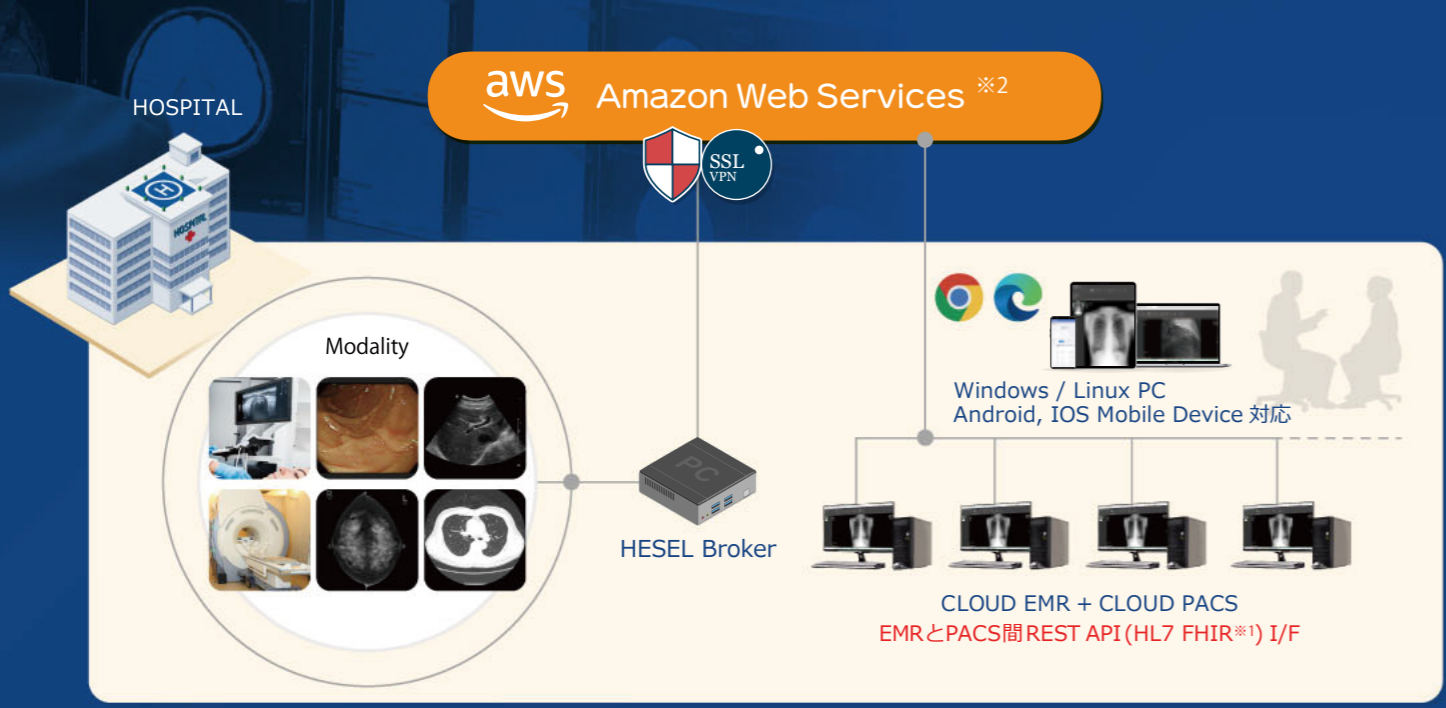 HOSPITAL
aws Amazon Web Services ※2
SSL
VPN
HOSPITAL
H
Modality
PC
HESEL Broker
Windows / Linux PC
Android, IOS Mobile Device 対応
CLOUD EMR + CLOUD PACS
EMRとPACS間REST API (HL7 FHIR※1) I/F